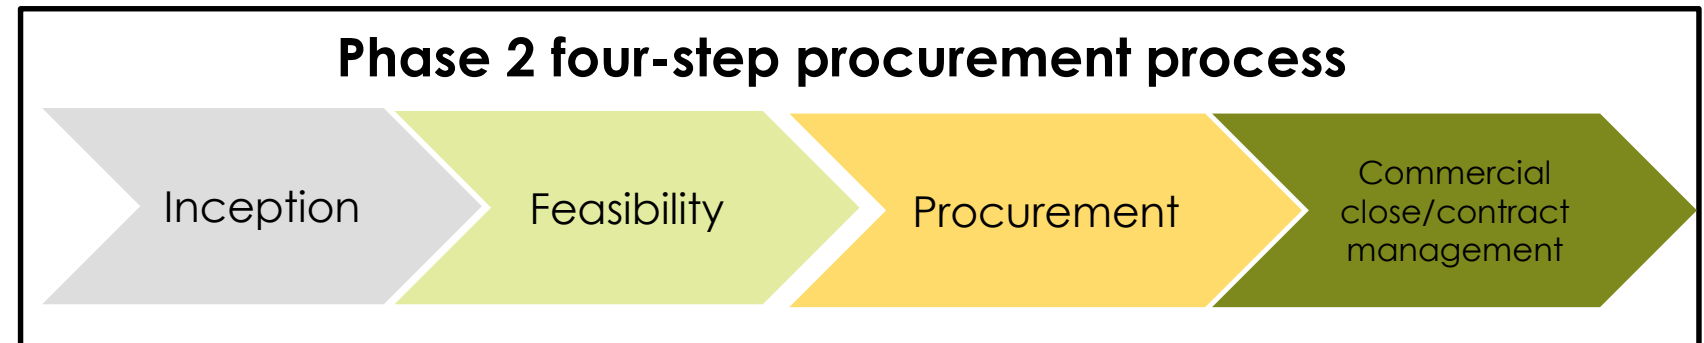 Phase 2 four-step procurement process
Inception
Feasibility
Procurement
Commercial
close/contract
management